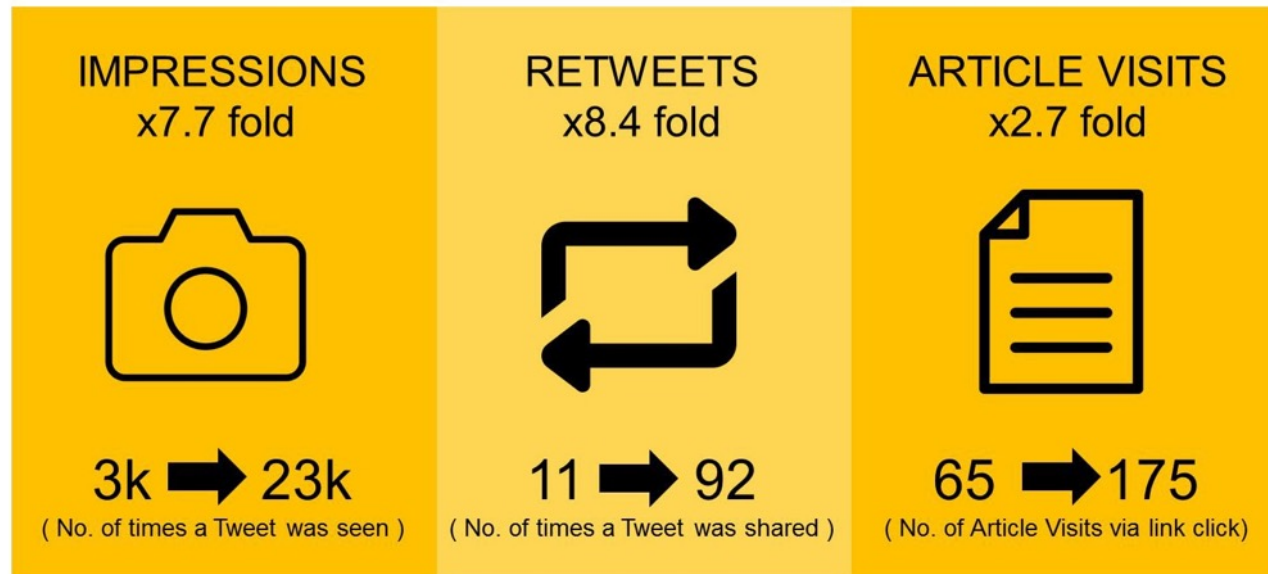 IMPRESSIONS
x7.7 fold
3k 23k
( No. of times a Tweet was seen )
RETWEETS
x8.4 fold
11 92
( No. of times a Tweet was shared )
ARTICLE VISITS
x2.7 fold
65 175
( No. of Article Visits via link click)